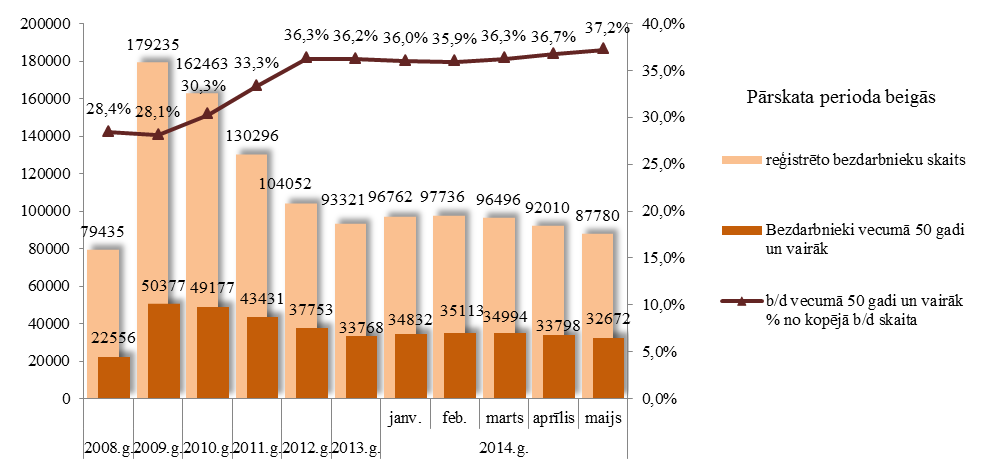 200000
180000
160000
140000
120000
100000
80000
60000
40000
20000
0
40,0%
35,0%
30,0%
25,0%
20,0%
15,0%
10,0%
5,0%
0,0%
28,4%
28,1%
30,3%
33,3%
36,3%
36,2%
36,0%
35,9%
36,3%
36,7%
37,2%
79435
179235
162463
130296
104052
93321
96762
97736
96496
92010
87780
22556
50377
49177
43431
37753
33768
34832
35113
34994
33798
32672
janv.
feb.
marts
aprīlis
maijs
2008.g.
2009.g.
2010.g.
2011.g.
2012.g.
2013.g.
2014.g.
Pārskata perioda beigās
reģistrēto bezdarbnieku skaits
Bezdarbnieki vecumā 50 gadi
un vairāk
b/d vecumā 50 gadi un vairāk
% no kopējā b/d skaita